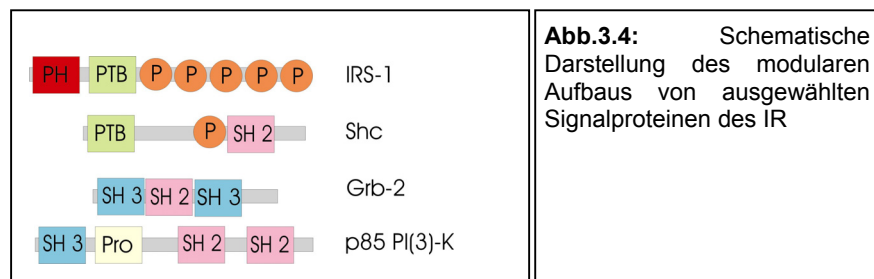 PH PTB P P P P P IRS-1
PTB P SH 2 Shc
SH 3 SH 2 SH 3 Grb-2
SH 3 Pro SH 2 SH 2 p85 PI(3)-K
Abb.3.4: Schematische
Darstellung des modularen
Aufbaus von ausgewählten
Signalproteinen des IR